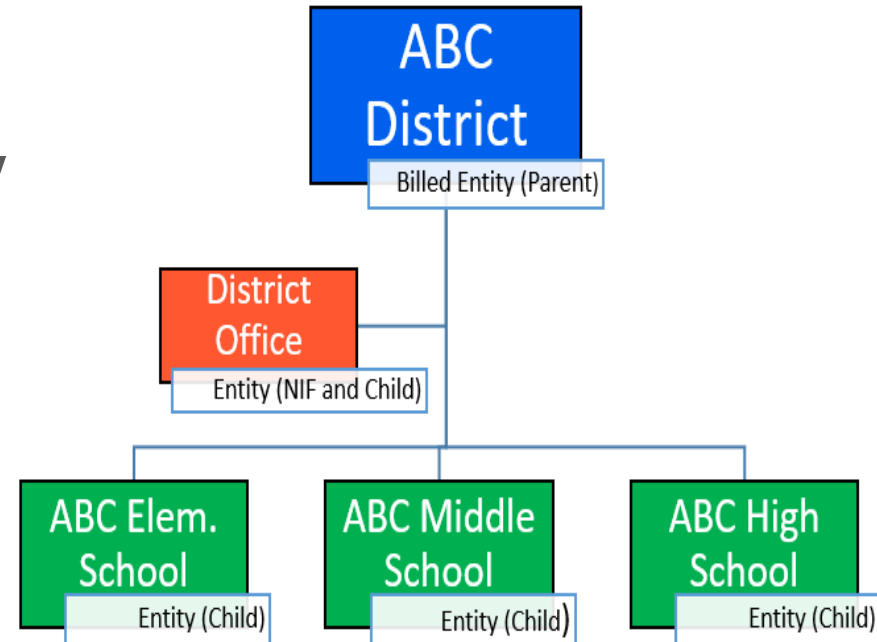 ABC
District
Billed Entity (Parent)
District
Office
Entity (NIF and Child)
ABC Elem.
School
Entity (Child)
ABC Middle
School
Entity (Child)
ABC High
School
Entity (Child)